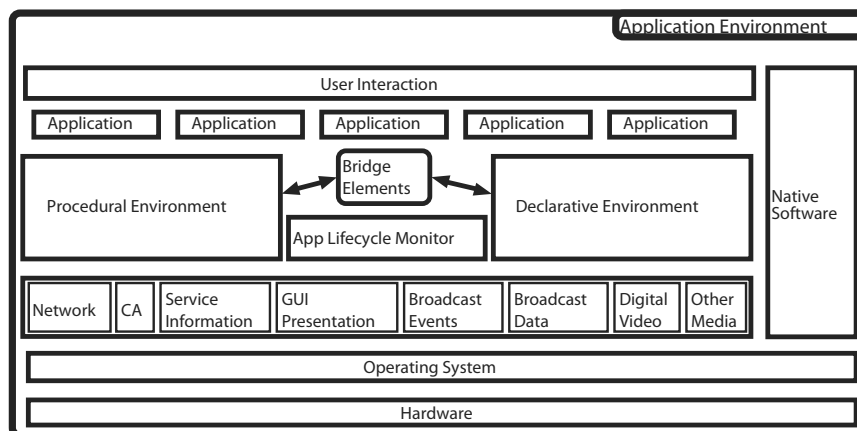 Application Environment
User Interaction
Application
Application
Application
Application
Application
Bridge
Elements
Procedural Environment
Declarative Environment
Native
Software
App Lifecycle Monitor
Network
CA
Service
Information
GUI
Presentation
Broadcast
Events
Broadcast
Data
Digital
Video
Other
Media
Operating System
Hardware